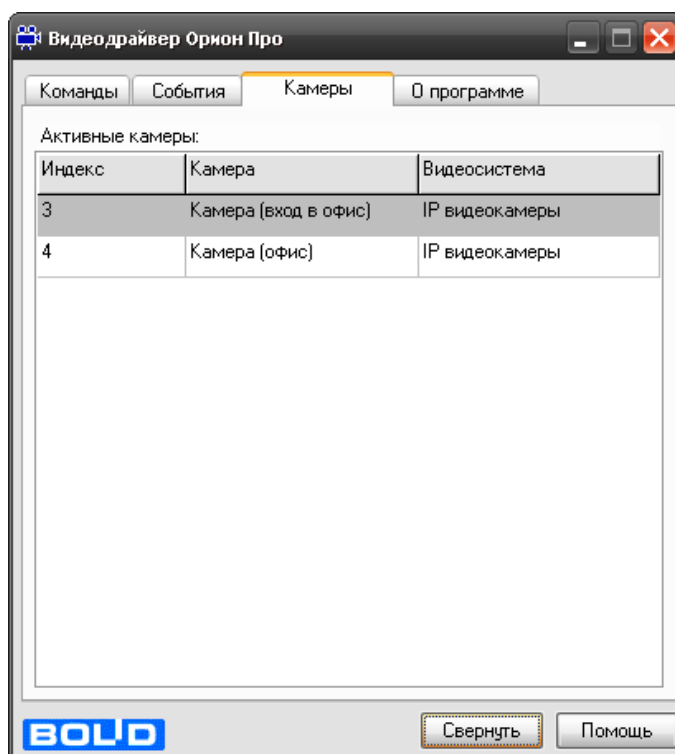 Видеодрайвер Орион Про
Команды События Камеры О программе
Активные камеры:
Индекс Камера Видеосистема
3 Камера (вход в офис) IP видеокамеры
4 Камера (офис) IP видеокамеры
BOLID Свернуть Помощь